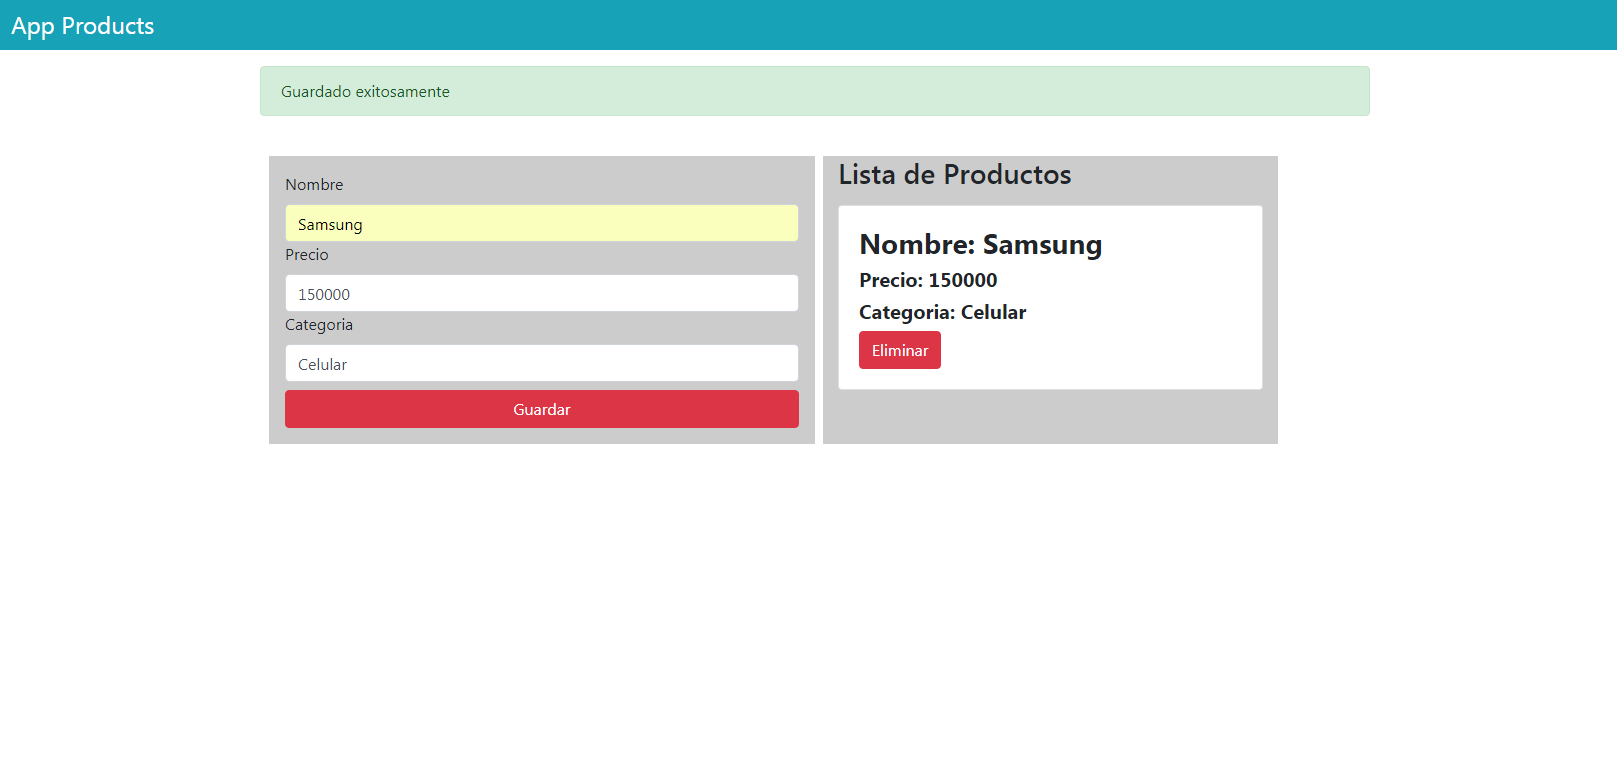 App Products
Guardado exitosamente
Nombre
Samsung
Precio
150000
Categoria
Celular
Guardar
Lista de Productos
Nombre: Samsung
Precio: 150000
Categoria: Celular
Eliminar